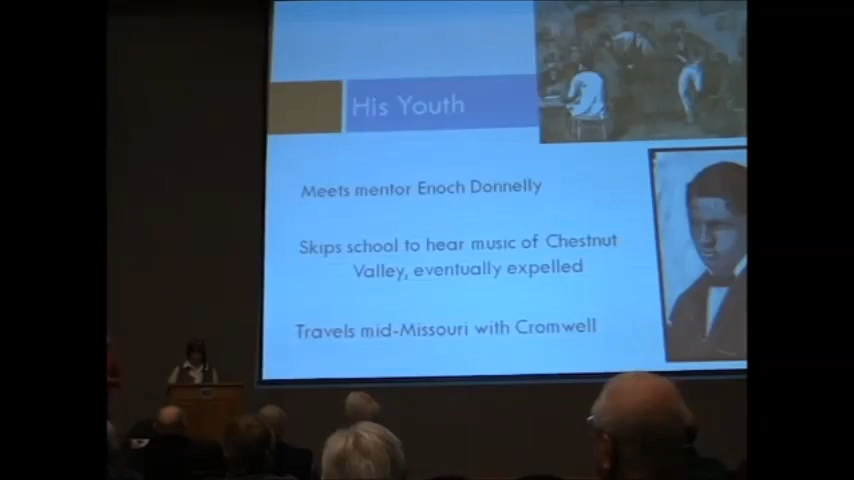 His Youth
Meets mentor Enoch Donnelly
Skips school to hear music of Chestnut
Valley, eventually expelled
Travels mid-Missouri with Cromwell